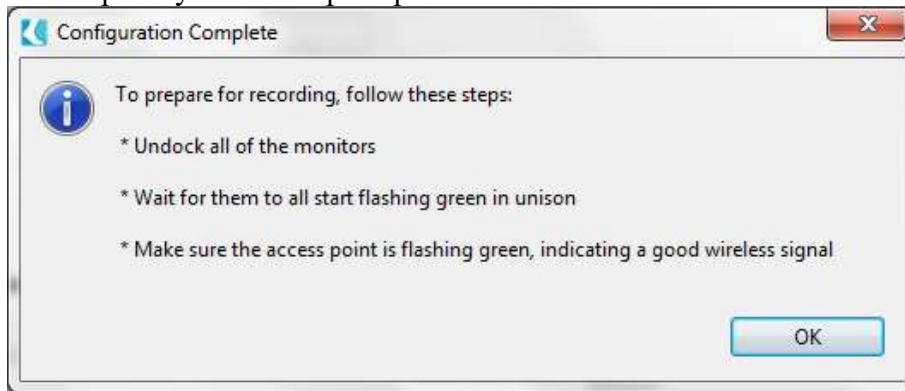 Configuration Complete
To prepare for recording, follow these steps:
* Undock all of the monitors
* Wait for them to all start flashing green in unison
* Make sure the access point is flashing green, indicating a good wireless signal
OK